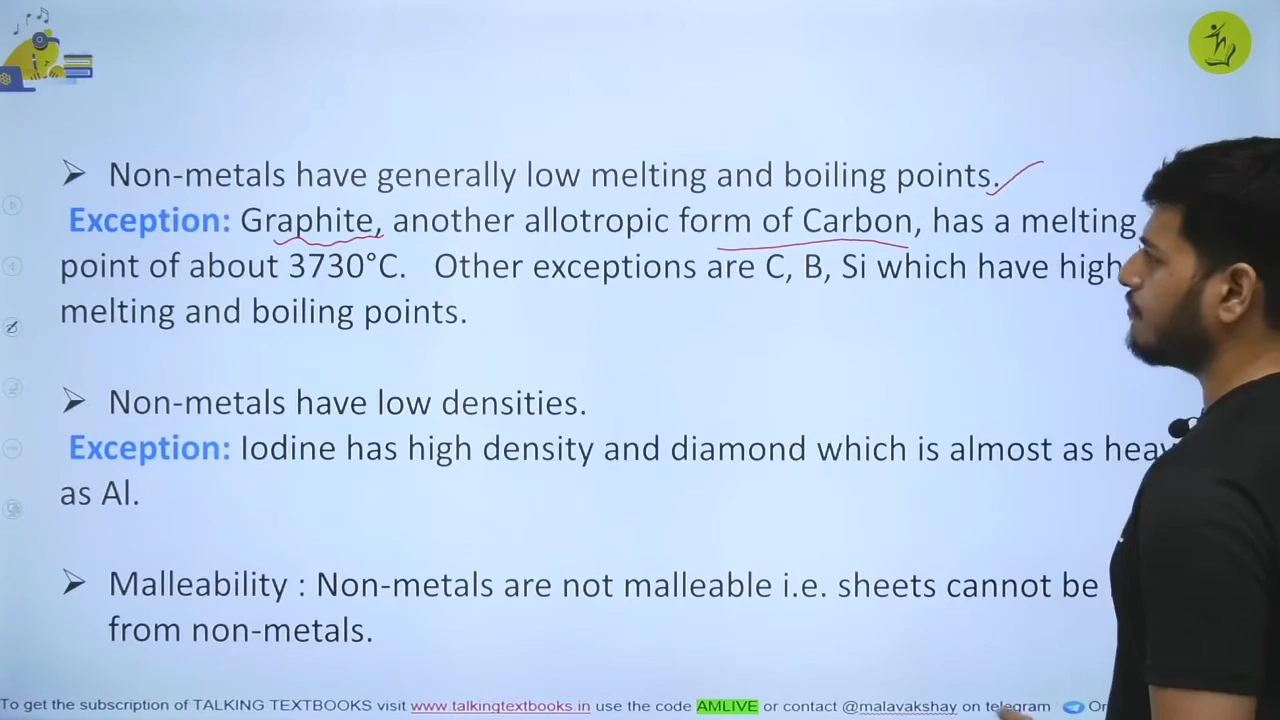 ➢ Non-metals have generally low melting and boiling points.
Exception: Graphite, another allotropic form of Carbon, has a melting
point of about 3730°C. Other exceptions are C, B, Si which have high
melting and boiling points.
➢ Non-metals have low densities.
Exception: Iodine has high density and diamond which is almost as
as Al.
➢ Malleability : Non-metals are not malleable i.e. sheets cannot be
from non-metals.
To get the subscription of TALKING TEXTBOOKS visit www.talkingtextbooks.in use the code AMLIVE or contact @malavakshay on telegram